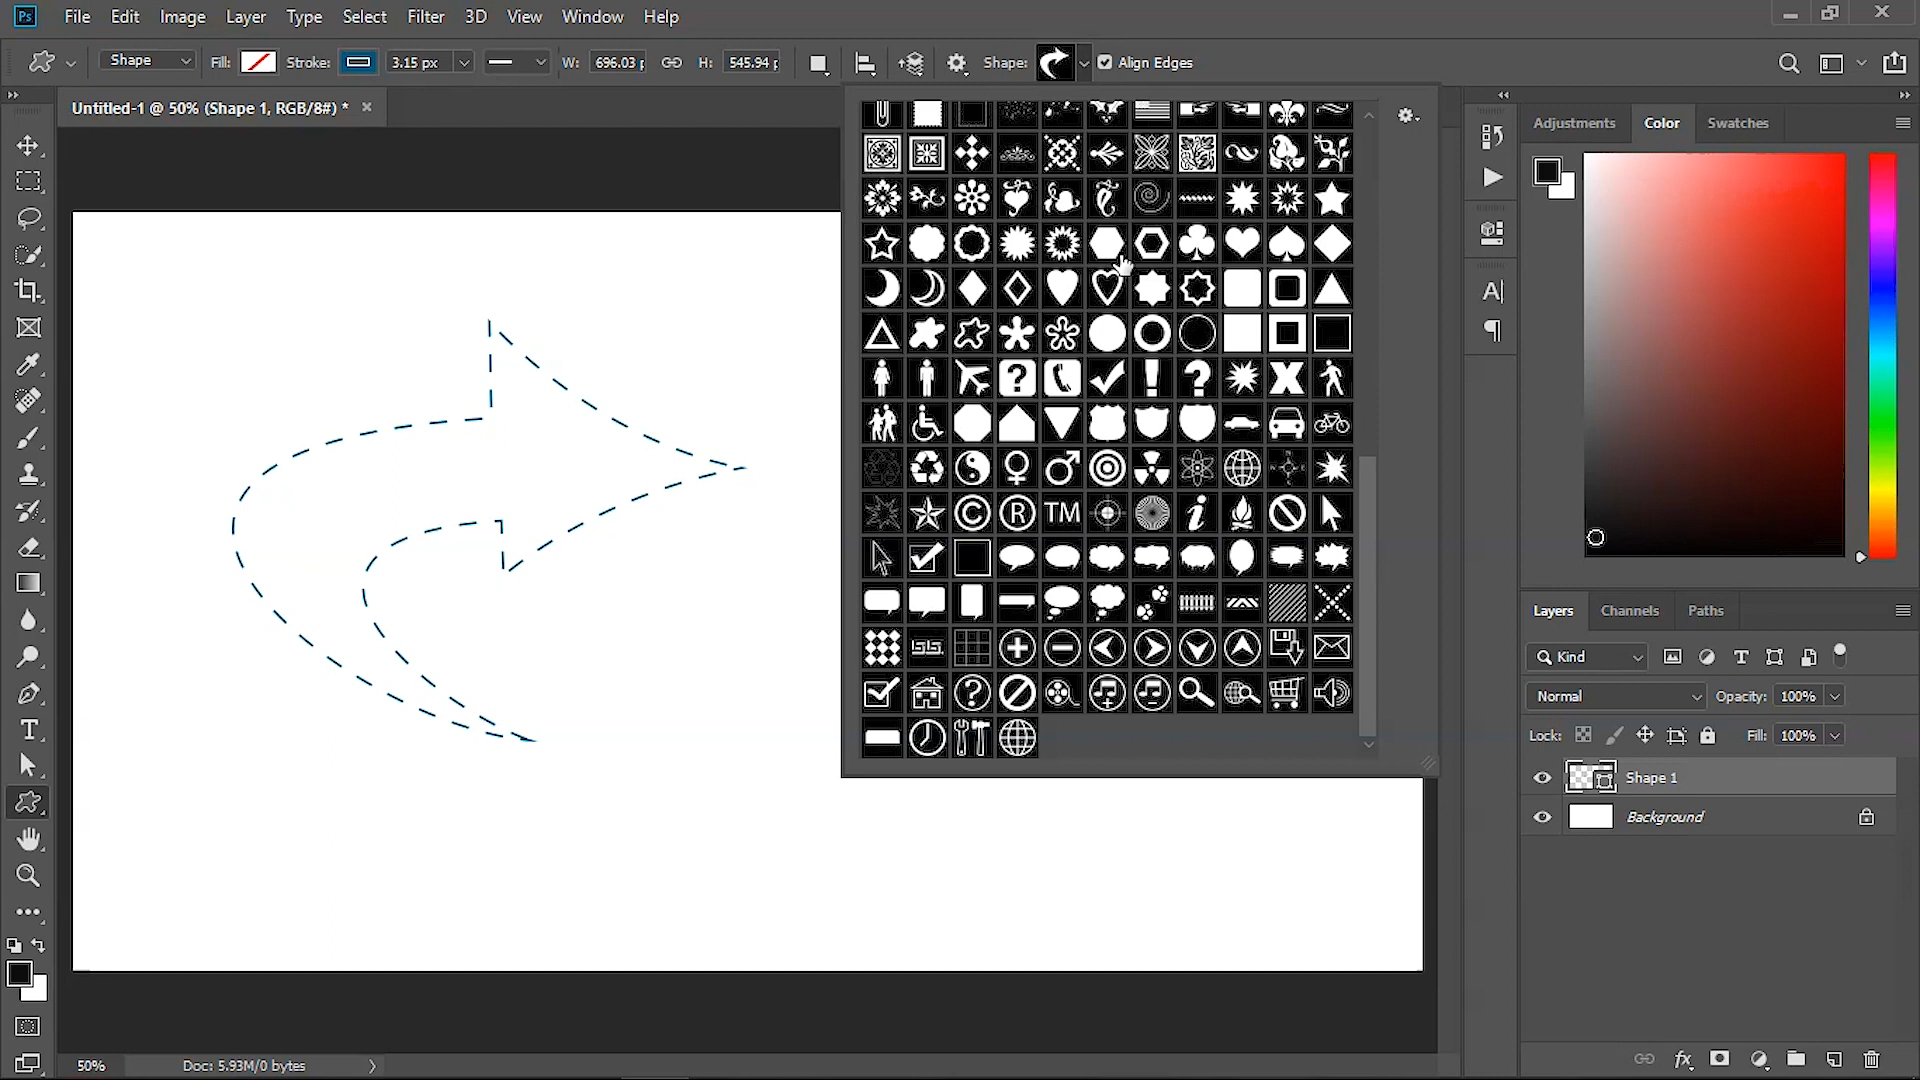 Ps File Edit Image Layer Type Select Filter 3D View Window Help
Shape Fill: Stroke: 3.15 px W: 696.03 p H: 545.94 p Shape: Align Edges
Untitled-1 @ 50% (Shape 1, RGB/8#) *
Adjustments Color Swatches
TM
Layers Channels Paths
Kind
Normal Opacity: 100%
Lock: Fill: 100%
Shape 1
Background
50% Doc: 5.93M/0 bytes